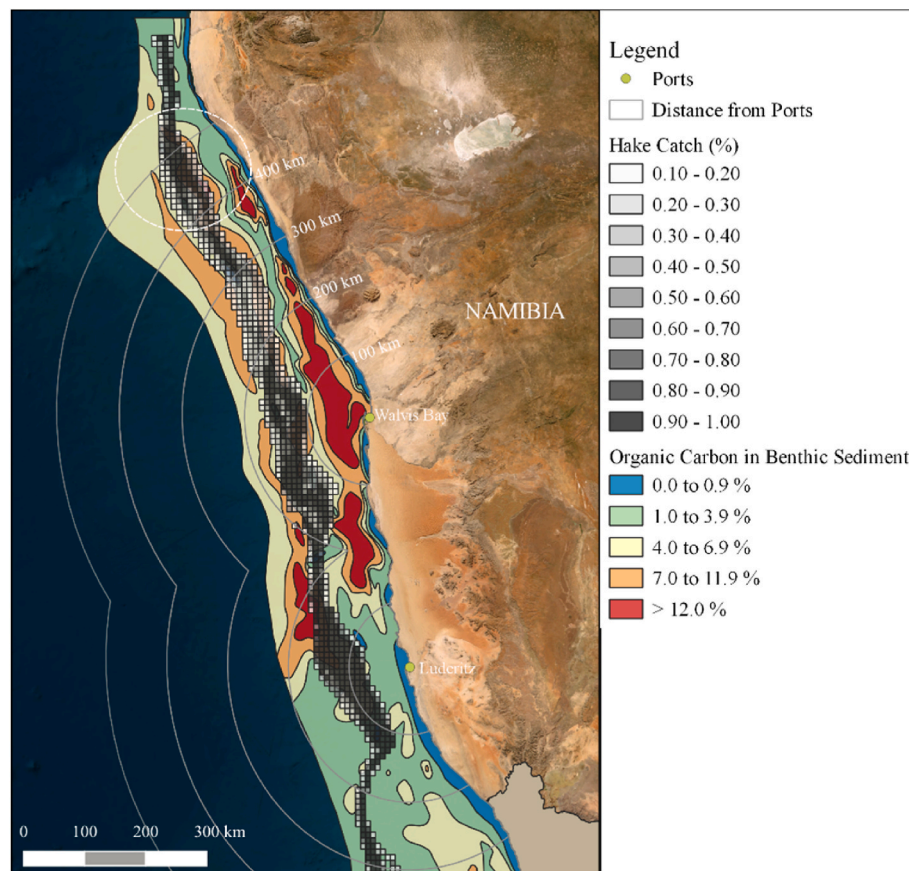 Legend
Ports
Distance from Ports
Hake Catch (%)
0.10 - 0.20
0.20 - 0.30
0.30 - 0.40
0.40 - 0.50
0.50 - 0.60
0.60 - 0.70
0.70 - 0.80
0.80 - 0.90
0.90 - 1.00
Organic Carbon in Benthic Sediment
0.0 to 0.9 %
1.0 to 3.9 %
4.0 to 6.9 %
7.0 to 11.9 %
> 12.0 %
400 km
300 km
200 km
100 km
NAMIBIA
Walvis Bay
Luderitz
0 100 200 300 km